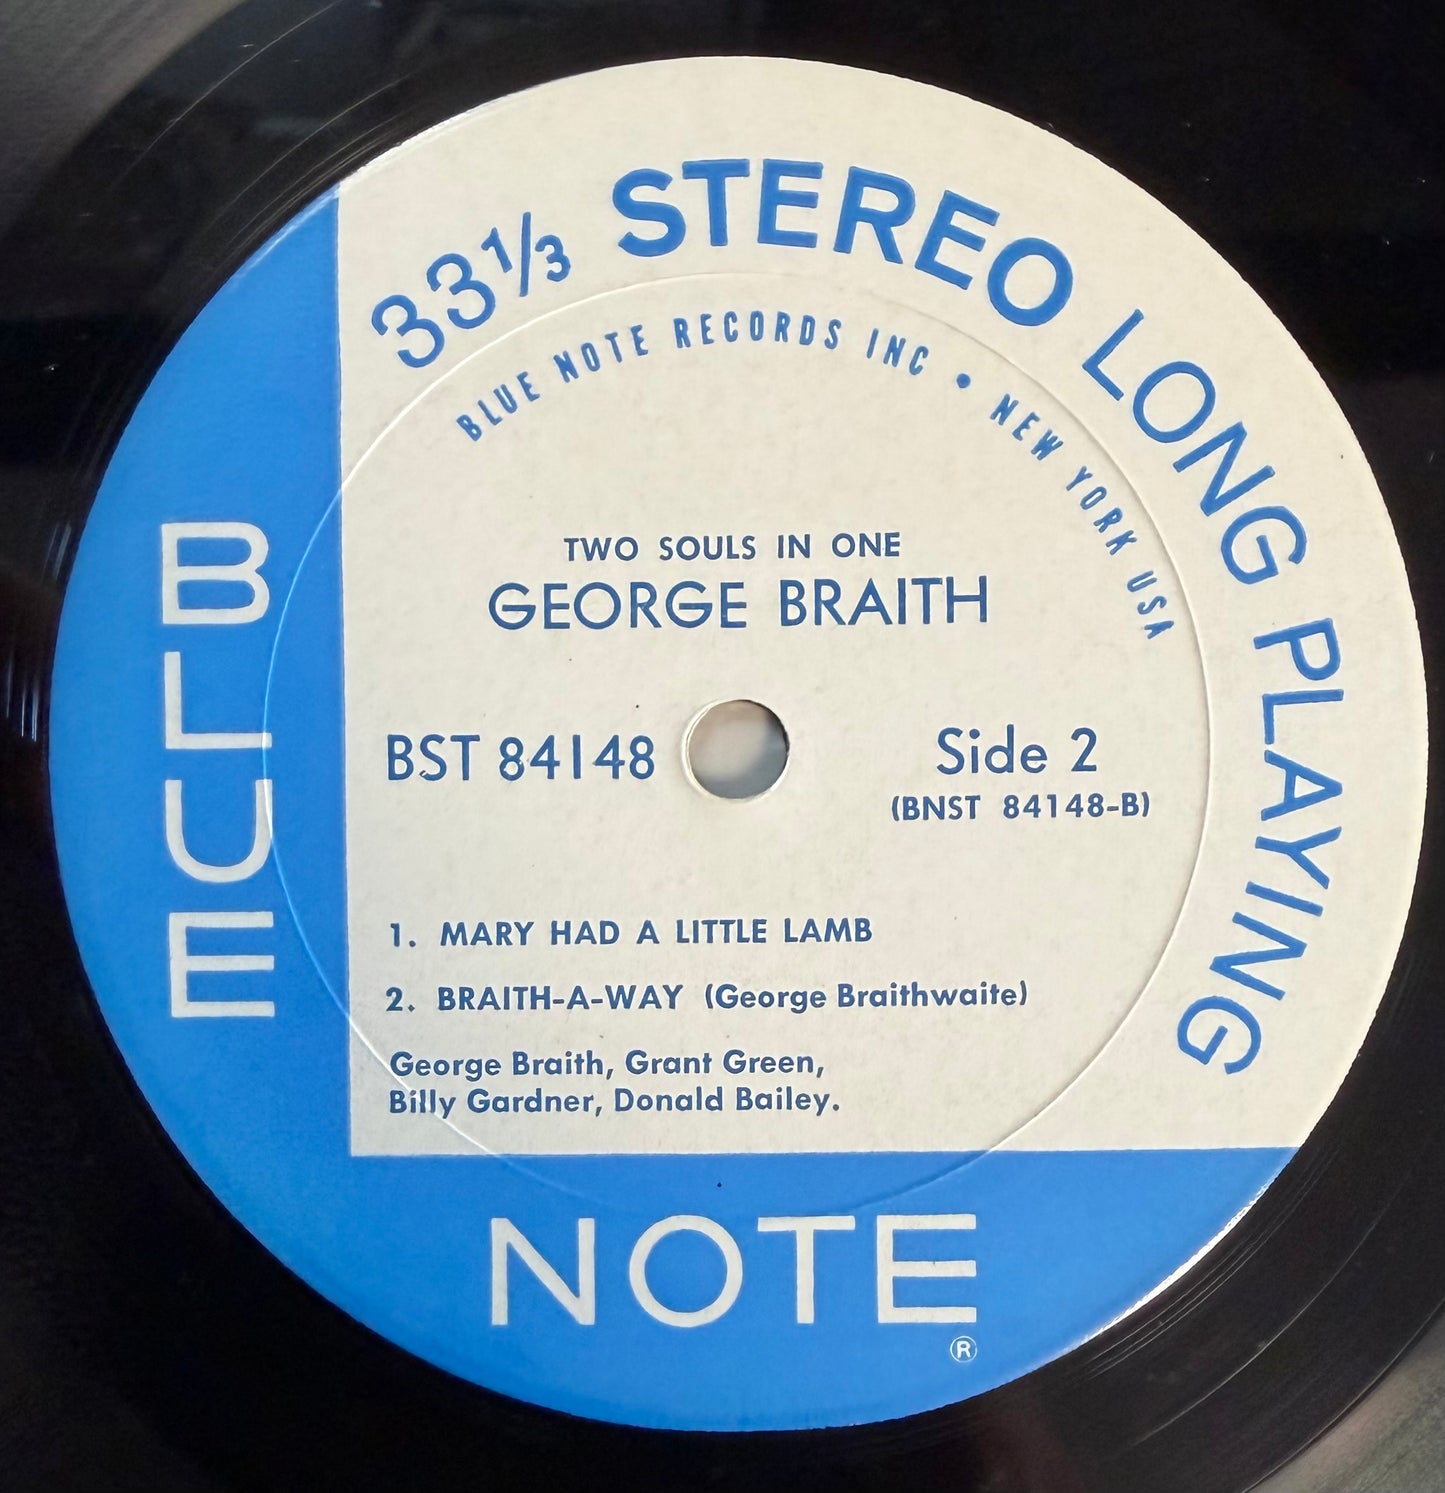 33 1/3 STEREO LONG PLAYING
BLUE NOTE RECORDS INC • NEW YORK USA
TWO SOULS IN ONE
GEORGE BRAITH
BST 84148
Side 2
(BNST 84148-B)
1. MARY HAD A LITTLE LAMB
2. BRAITH-A-WAY (George Braithwaite)
George Braith, Grant Green,
Billy Gardner, Donald Bailey.
BLUE
NOTE
®